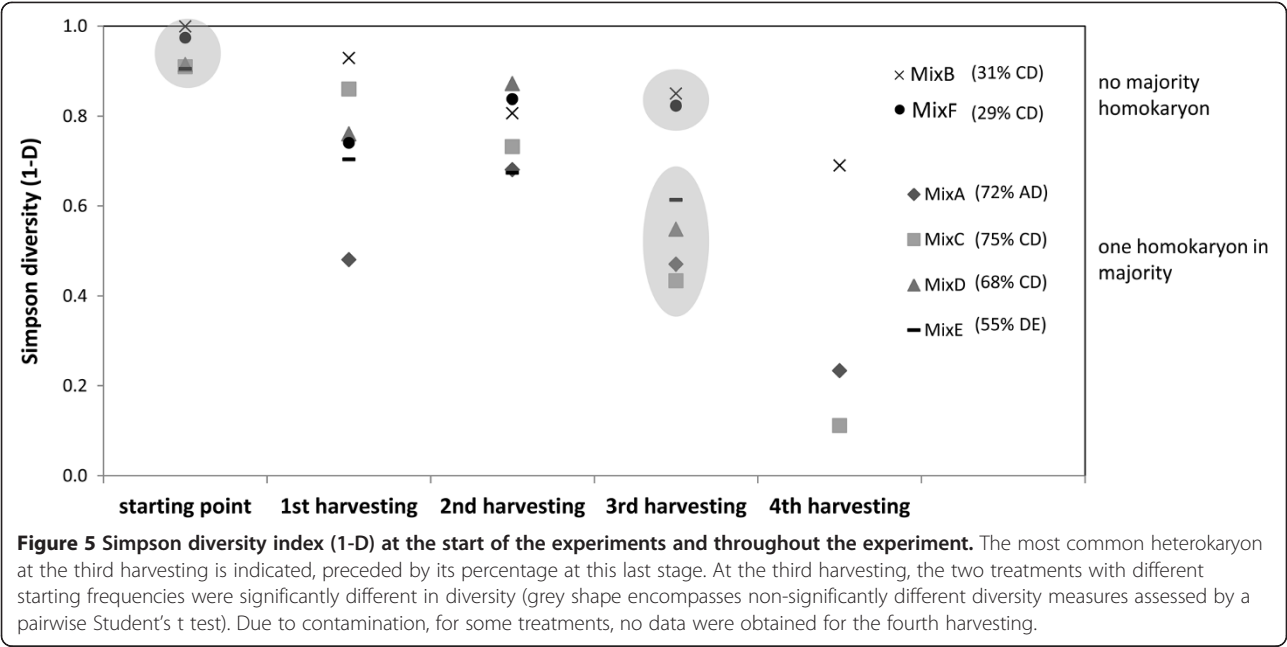 1.0
0.8
0.6
0.4
0.2
0.0
Simpson diversity (1-D)
MixB (31% CD)
MixF (29% CD)
MixA (72% AD)
MixC (75% CD)
MixD (68% CD)
MixE (55% DE)
no majority
homokaryon
one homokaryon in
majority
starting point 1st harvesting 2nd harvesting 3rd harvesting 4th harvesting
Figure 5 Simpson diversity index (1-D) at the start of the experiments and throughout the experiment. The most common heterokaryon
at the third harvesting is indicated, preceded by its percentage at this last stage. At the third harvesting, the two treatments with different
starting frequencies were significantly different in diversity (grey shape encompasses non-significantly different diversity measures assessed by a
pairwise Student's t test). Due to contamination, for some treatments, no data were obtained for the fourth harvesting.